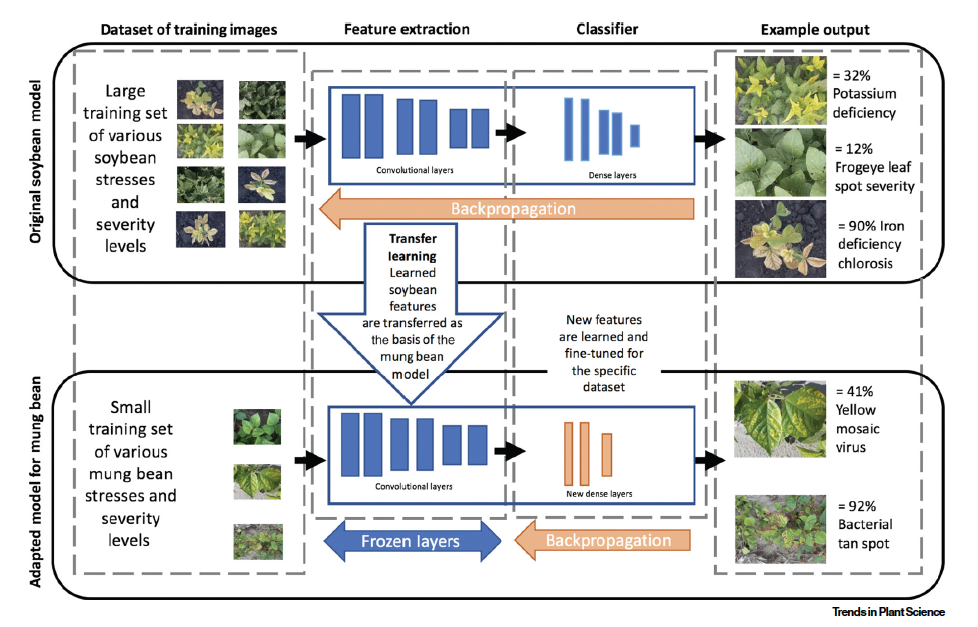 Dataset of training images
Feature extraction
Classifier
Example output
Original soybean model
Large
training set
of various
soybean
stresses
and
severity
levels
Convolutional layers
Dense layers
Backpropagation
= 32%
Potassium
deficiency
= 12%
Frogeye leaf
spot severity
= 90% Iron
deficiency
chlorosis
Transfer
learning
Learned
soybean
features
are transferred as
the basis of the
mung bean
model
New features
are learned and
fine-tuned for
the specific
dataset
Adapted model for mung bean
Small
training set
of various
mung bean
stresses and
severity
levels
Convolutional layers
New dense layers
Frozen layers
Backpropagation
= 41%
Yellow
mosaic
virus
= 92%
Bacterial
tan spot
Trends in Plant Science